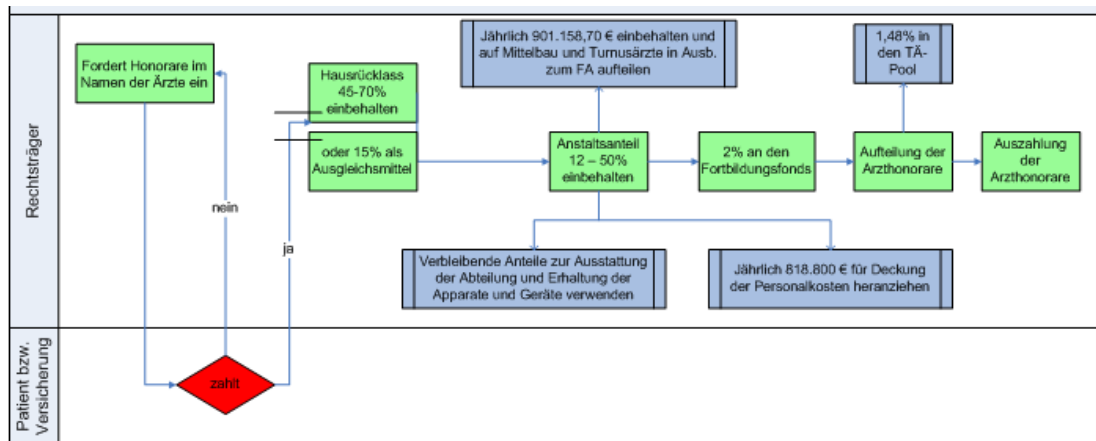 Rechtsträger
Fordert Honorare im
Namen der Ärzte ein
nein
ja
Hausrücklass
45-70%
einbehalten
oder 15% als
Ausgleichsmittel
Jährlich 901.158,70 € einbehalten und
auf Mittelbau und Turnusärzte in Ausb.
zum FA aufteilen
Anstaltsanteil
12 – 50%
einbehalten
2% an den
Fortbildungsfonds
1,48% in
den TÄ-
Pool
Aufteilung der
Arzthonorare
Auszahlung
der
Arzthonorare
Verbleibende Anteile zur Ausstattung
der Abteilung und Erhaltung der
Apparate und Geräte verwenden
Jährlich 818.800 € für Deckung
der Personalkosten heranziehen
Patient bzw.
Versicherung
zahlt